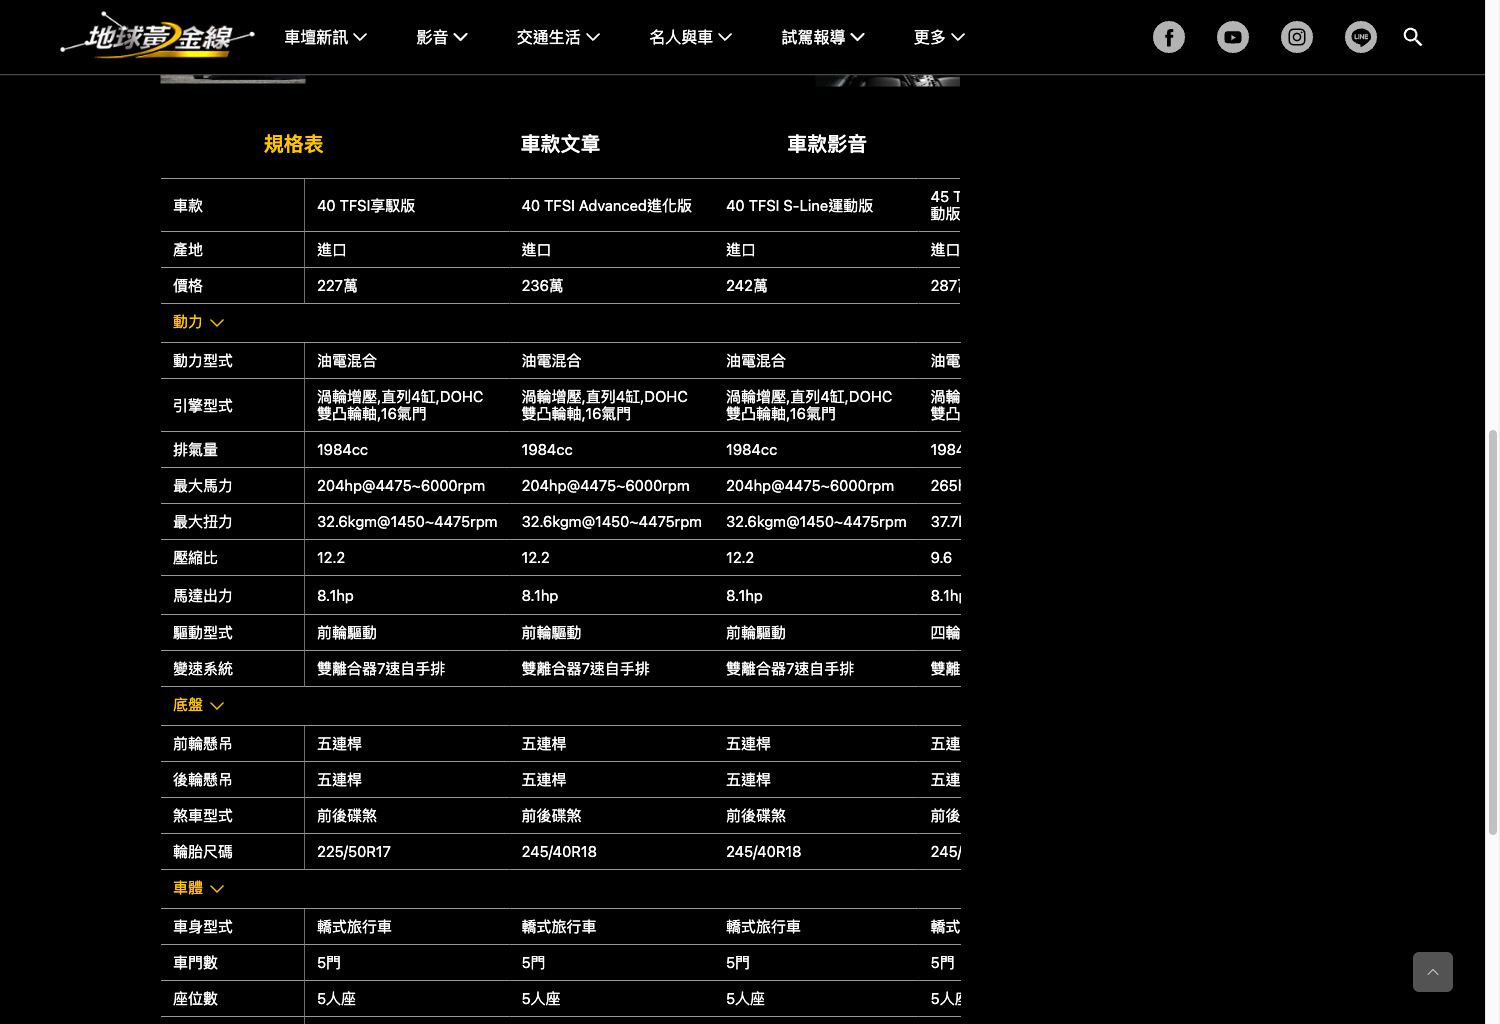 地球黃金線
車壇新訊
影音
交通生活
名人與車
試駕報導
更多
LINE
規格表 車款文章 車款影音
車款 40 TFSI享馭版 40 TFSI Advanced進化版 40 TFSI S-Line運動版 45 T
動版
產地 進口 進口 進口 進口
價格 227萬 236萬 242萬 287
動力
動力型式 油電混合 油電混合 油電混合 油電
引擎型式 渦輪增壓,直列4缸,DOHC 渦輪增壓,直列4缸,DOHC 渦輪增壓,直列4缸,DOHC 渦輪
雙凸輪軸,16氣門 雙凸輪軸,16氣門 雙凸輪軸,16氣門 雙凸
排氣量 1984cc 1984cc 1984cc 1984
最大馬力 204hp@4475~6000rpm 204hp@4475~6000rpm 204hp@4475~6000rpm 265h
最大扭力 32.6kgm@1450~4475rpm 32.6kgm@1450~4475rpm 32.6kgm@1450~4475rpm 37.7
壓縮比 12.2 12.2 12.2 9.6
馬達出力 8.1hp 8.1hp 8.1hp 8.1h
驅動型式 前輪驅動 前輪驅動 前輪驅動 四輪
變速系統 雙離合器7速自手排 雙離合器7速自手排 雙離合器7速自手排 雙離
底盤
前輪懸吊 五連桿 五連桿 五連桿 五連
後輪懸吊 五連桿 五連桿 五連桿 五連
煞車型式 前後碟煞 前後碟煞 前後碟煞 前後
輪胎尺碼 225/50R17 245/40R18 245/40R18 245/
車體
車身型式 轎式旅行車 轎式旅行車 轎式旅行車 轎式
車門數 5門 5門 5門 5門
座位數 5人座 5人座 5人座 5人